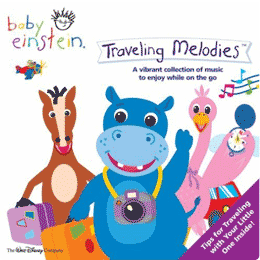 baby
einstein.
Traveling Melodies™
A vibrant collection of music
to enjoy while on the go
Tips for Traveling
with Your Little
One Inside!
The WALT DISNEY Company